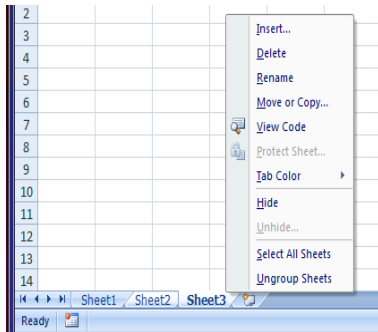 2
3
4
5
6
7
8
9
10
11
12
13
14
Insert...
Delete
Rename
Move or Copy...
View Code
Protect Sheet...
Tab Color
Hide
Unhide...
Select All Sheets
Ungroup Sheets
Sheet1 Sheet2 Sheet3
Ready